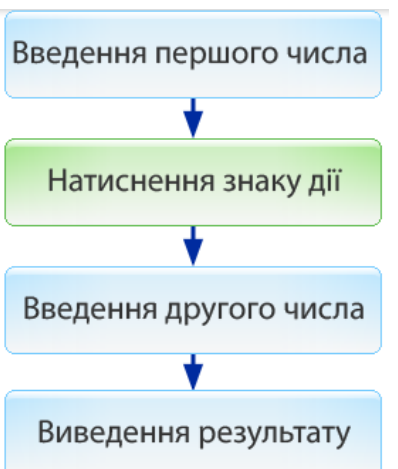 Введення першого числа
Натиснення знаку дії
Введення другого числа
Виведення результату